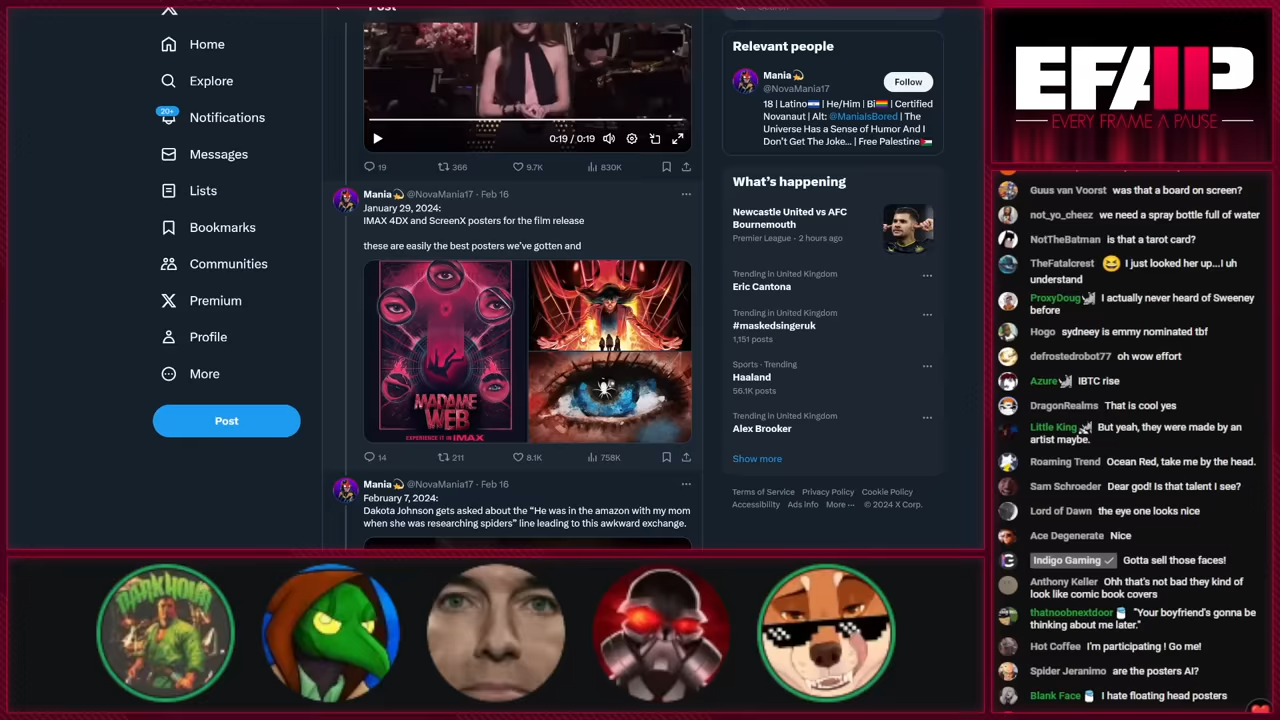 Post
Search
Home
Explore
20+
Notifications
Messages
Lists
Bookmarks
Communities
Premium
Profile
More
Post
0:19 / 0:19
19
366
9.7K
830K
Mania @NovaMania17 · Feb 16
January 29, 2024:
IMAX 4DX and ScreenX posters for the film release
these are easily the best posters we've gotten and
MADAME
WEB
EXPERIENCE IT IN IMAX
14
211
8.1K
758K
Mania @NovaMania17 · Feb 16
February 7, 2024:
Dakota Johnson gets asked about the "He was in the amazon with my mom
when she was researching spiders" line leading to this awkward exchange.
Relevant people
Mania
@NovaMania17
Follow
18 | Latino | He/Him | Bi | Certified
Novanaut | Alt: @ManiaIsBored | The
Universe Has a Sense of Humor And I
Don't Get The Joke... | Free Palestine
What's happening
Newcastle United vs AFC
Bournemouth
Premier League · 2 hours ago
Trending in United Kingdom
Eric Cantona
Trending in United Kingdom
#maskedsingeruk
1,151 posts
Sports · Trending
Haaland
56.1K posts
Trending in United Kingdom
Alex Brooker
Show more
Terms of Service Privacy Policy Cookie Policy
Accessibility Ads info More ··· © 2024 X Corp.
EFAP
EVERY FRAME A PAUSE
Guus van Voorst was that a board on screen?
not_yo_cheez we need a spray bottle full of water
NotTheBatman is that a tarot card?
TheFatalcrest I just looked her up...I uh
understand
ProxyDoug I actually never heard of Sweeney
before
Hogo sydneey is emmy nominated tbf
defrostedrobot77 oh wow effort
Azure IBTC rise
DragonRealms That is cool yes
Little King But yeah, they were made by an
artist maybe.
Roaming Trend Ocean Red, take me by the head.
Sam Schroeder Dear god! Is that talent I see?
Lord of Dawn the eye one looks nice
Ace Degenerate Nice
Indigo Gaming Gotta sell those faces!
Anthony Keller Ohh that's not bad they kind of
look like comic book covers
thatnoobnextdoor "Your boyfriend's gonna be
thinking about me later."
Hot Coffee I'm participating ! Go me!
Spider Jeranimo are the posters AI?
Blank Face I hate floating head posters
DARKHOUR